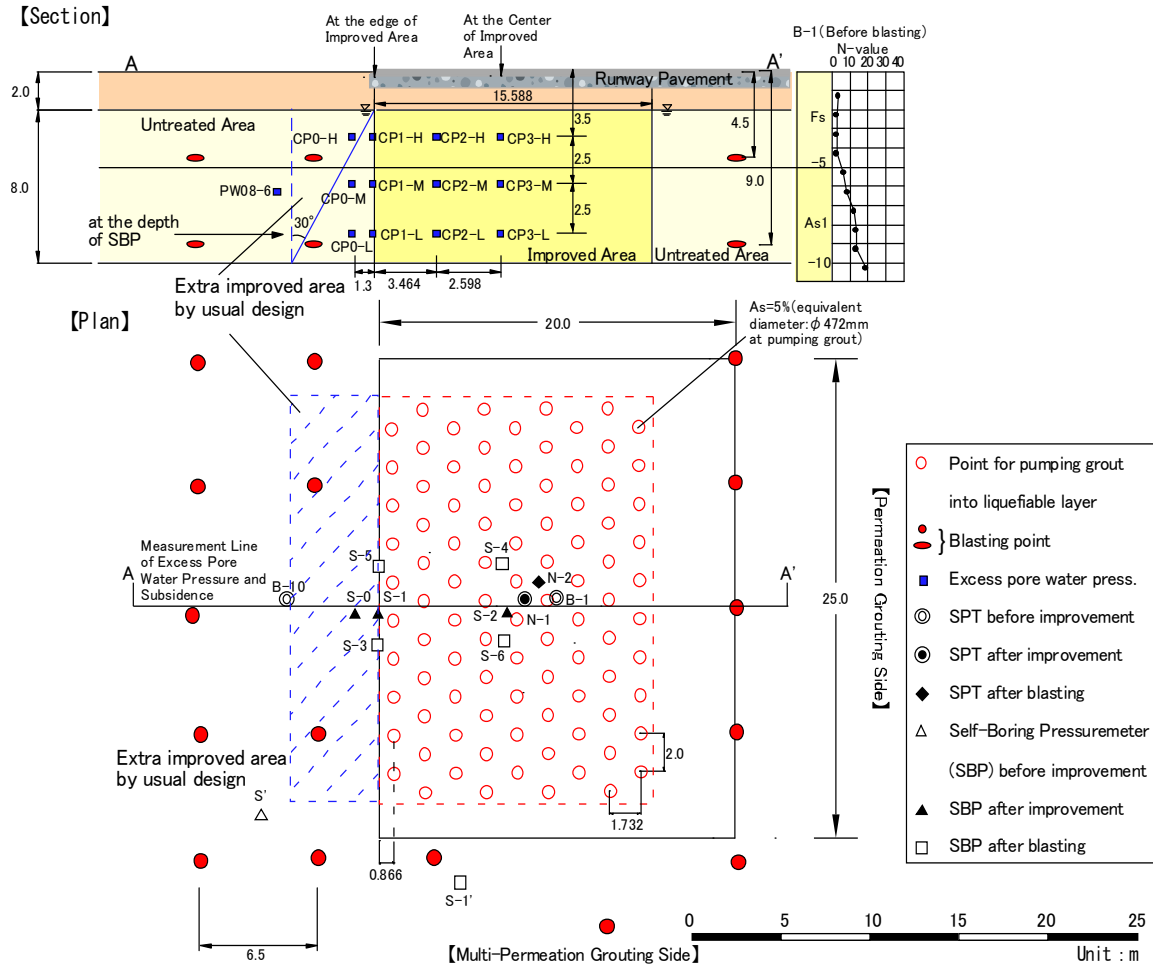 【Section】
At the edge of
Improved Area
At the Center
of Improved
Area
B-1(Before blasting)
N-value
0 10 20 30 40
A
A'
Runway Pavement
2.0
15.588
3.5
4.5
Untreated Area
Fs
CP0-H
CP1-H
CP2-H
CP3-H
2.5
-5
8.0
9.0
PW08-6
CP0-M
CP1-M
CP2-M
CP3-M
at the depth
of SBP
30°
2.5
As1
CP0-L
CP1-L
CP2-L
CP3-L
Improved Area
Untreated Area
-10
1.3
3.464
2.598
Extra improved area
by usual design
【Plan】
20.0
As=5%(equivalent
diameter:φ 472mm
at pumping grout)
Point for pumping grout
into liquefiable layer
Blasting point
Excess pore water press.
SPT before improvement
SPT after improvement
SPT after blasting
Self-Boring Pressuremeter
(SBP) before improvement
SBP after improvement
SBP after blasting
【Permeation Grouting Side】
Measurement Line
of Excess Pore
Water Pressure and
Subsidence
A
A'
S-5
S-4
N-2
B-10
S-0
S-1
S-2
N-1
B-1
25.0
S-3
S-6
Extra improved area
by usual design
2.0
S'
1.732
0.866
S-1'
6.5
0 5 10 15 20 25
【Multi-Permeation Grouting Side】
Unit : m